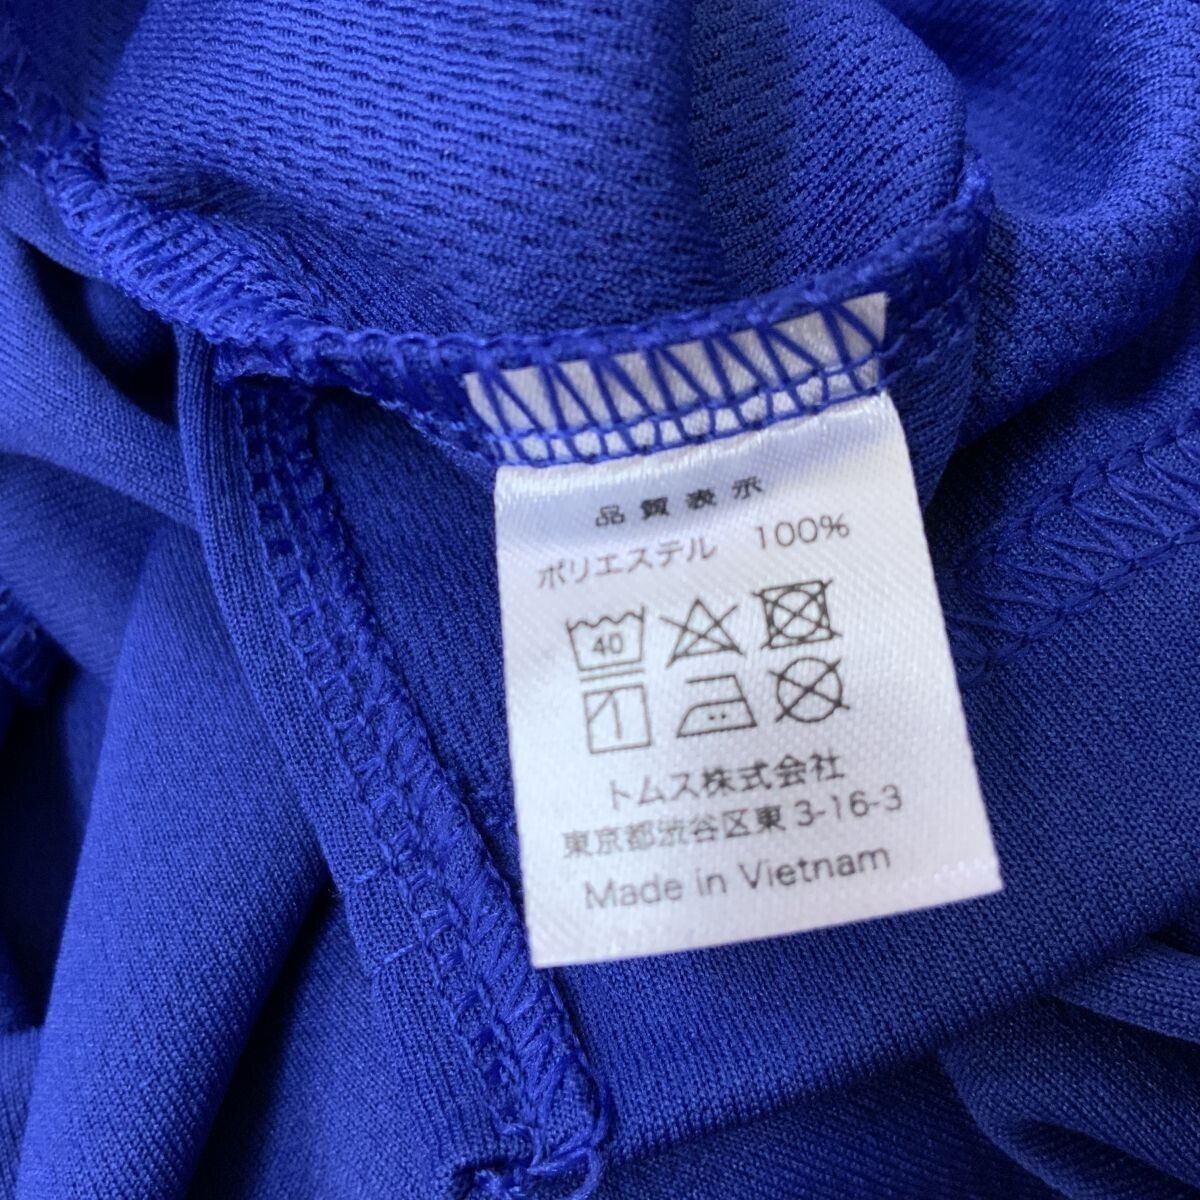 品質表示
ポリエステル 100%
40
トムス株式会社
東京都渋谷区東3-16-3
Made in Vietnam